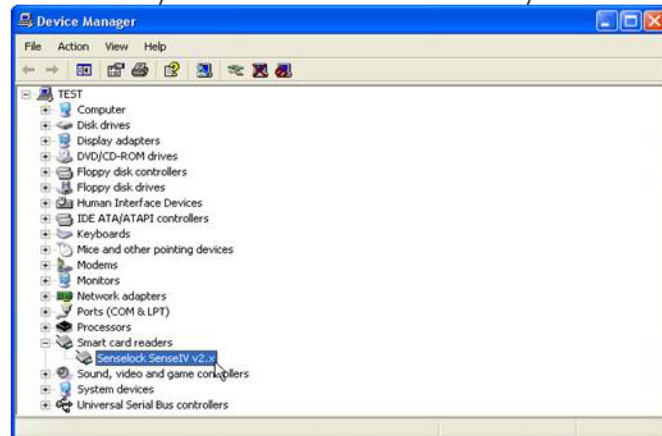 Device Manager
File Action View Help
TEST
Computer
Disk drives
Display adapters
DVD/CD-ROM drives
Floppy disk controllers
Floppy disk drives
Human Interface Devices
IDE ATA/ATAPI controllers
Keyboards
Mice and other pointing devices
Modems
Monitors
Network adapters
Ports (COM & LPT)
Processors
Smart card readers
Senselock SenseIV v2.x
Sound, video and game controllers
System devices
Universal Serial Bus controllers